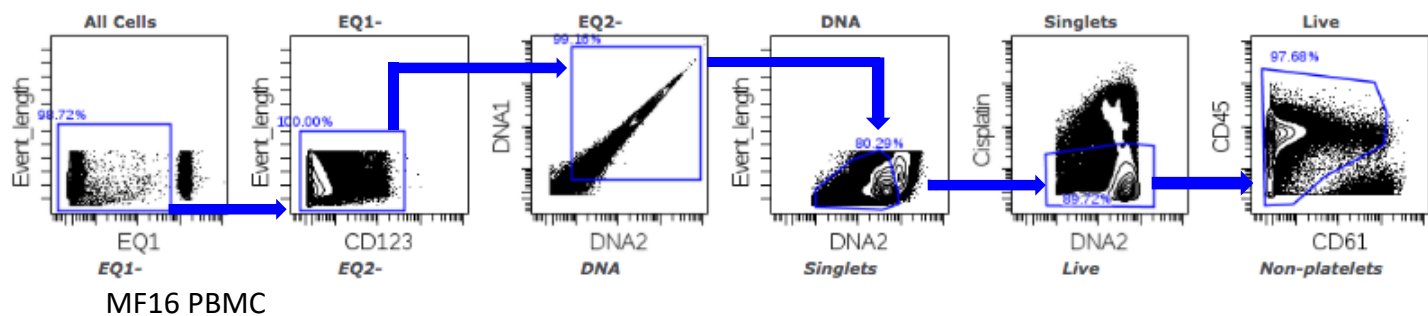 All Cells
EQ1-
EQ2-
DNA
Singlets
Live
98.72%
100.00%
99.16%
80.29%
89.72%
97.68%
Event_length
Event_length
DNA1
Event_length
Cisplatin
CD45
EQ1
CD123
DNA2
DNA2
DNA2
CD61
EQ1-
EQ2-
DNA
Singlets
Live
Non-platelets
MF16 PBMC